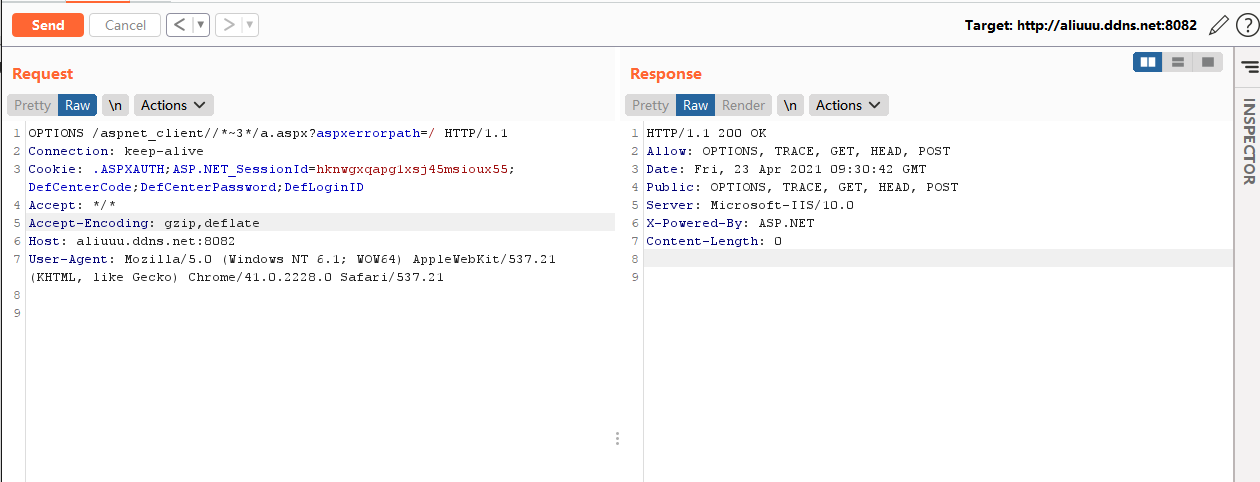 Send Cancel < ▼ > ▼ Target: http://aliuuu.ddns.net:8082 ?
Request
Pretty Raw \n Actions
1 OPTIONS /aspnet_client//*~3*/a.aspx?aspxerrorpath=/ HTTP/1.1
2 Connection: keep-alive
3 Cookie: .ASPXAUTH;ASP.NET_SessionId=hknwgxqapg1xsj45msioux55;
DefCenterCode;DefCenterPassword;DefLoginID
4 Accept: */*
5 Accept-Encoding: gzip,deflate
6 Host: aliuuu.ddns.net:8082
7 User-Agent: Mozilla/5.0 (Windows NT 6.1; WOW64) AppleWebKit/537.21
(KHTML, like Gecko) Chrome/41.0.2228.0 Safari/537.21
8
9
Response
Pretty Raw Render \n Actions
1 HTTP/1.1 200 OK
2 Allow: OPTIONS, TRACE, GET, HEAD, POST
3 Date: Fri, 23 Apr 2021 09:30:42 GMT
4 Public: OPTIONS, TRACE, GET, HEAD, POST
5 Server: Microsoft-IIS/10.0
6 X-Powered-By: ASP.NET
7 Content-Length: 0
8
9
INSPECTOR